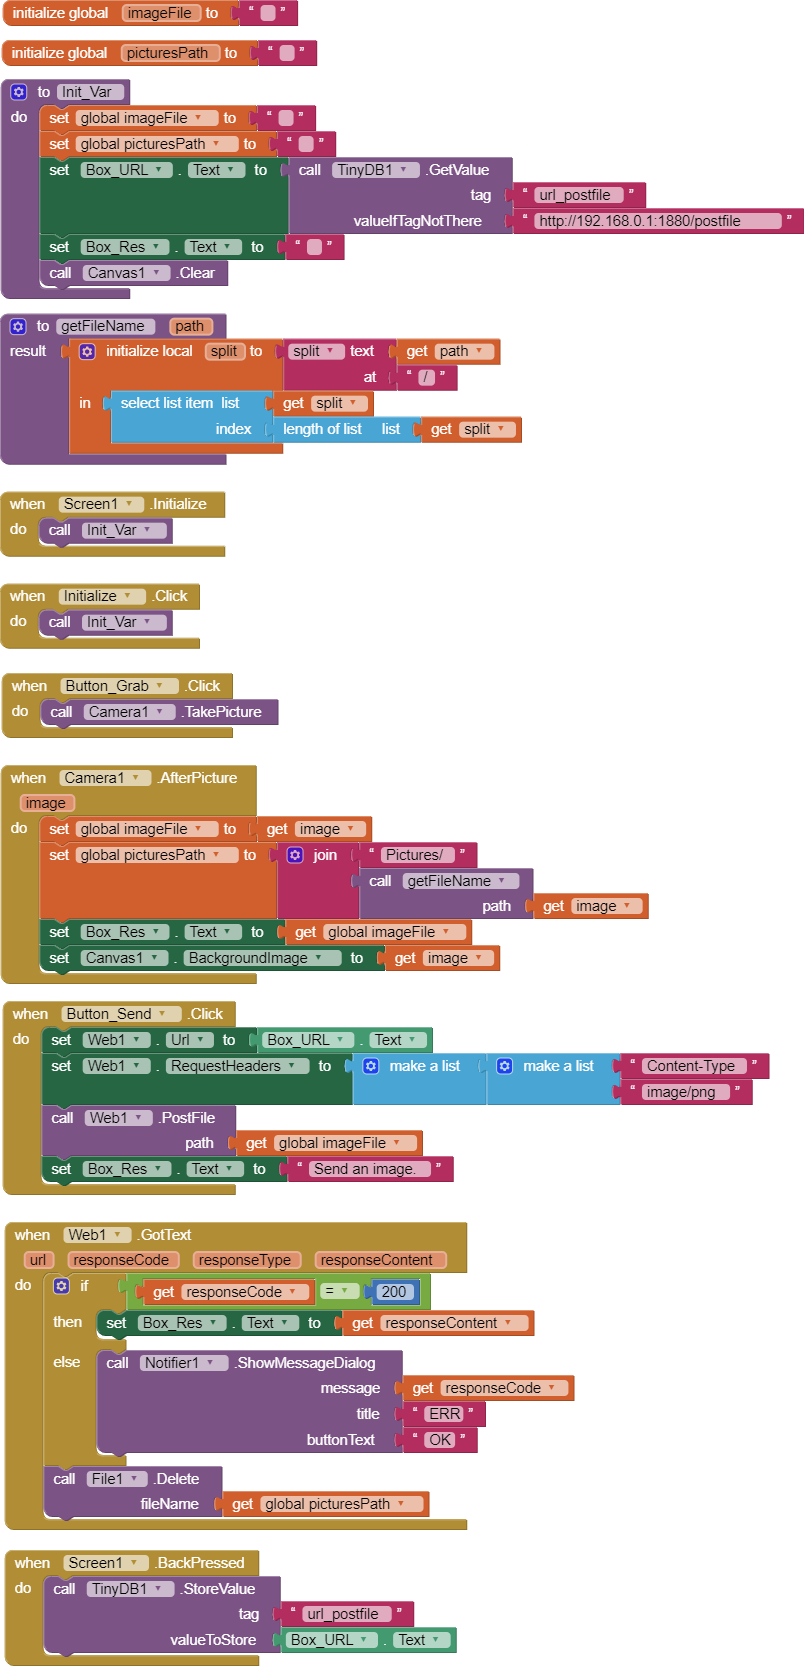 initialize global imageFile to " "
initialize global picturesPath to " "
to Init_Var
do set global imageFile to " "
set global picturesPath to " "
set Box_URL . Text to call TinyDB1 .GetValue
tag " url_postfile "
valueIfTagNotThere " http://192.168.0.1:1880/postfile "
set Box_Res . Text to " "
call Canvas1 .Clear
to getFileName path
result initialize local split to split text get path
at " / "
in select list item list get split
index length of list list get split
when Screen1 .Initialize
do call Init_Var
when Initialize .Click
do call Init_Var
when Button_Grab .Click
do call Camera1 .TakePicture
when Camera1 .AfterPicture
image
do set global imageFile to get image
set global picturesPath to join " Pictures/ "
call getFileName
path get image
set Box_Res . Text to get global imageFile
set Canvas1 . BackgroundImage to get image
when Button_Send .Click
do set Web1 . Url to Box_URL . Text
set Web1 . RequestHeaders to make a list make a list " Content-Type "
" image/png "
call Web1 .PostFile
path get global imageFile
set Box_Res . Text to " Send an image. "
when Web1 .GotText
url responseCode responseType responseContent
do if get responseCode = 200
then set Box_Res . Text to get responseContent
else call Notifier1 .ShowMessageDialog
message get responseCode
title " ERR "
buttonText " OK "
call File1 .Delete
fileName get global picturesPath
when Screen1 .BackPressed
do call TinyDB1 .StoreValue
tag " url_postfile "
valueToStore Box_URL . Text